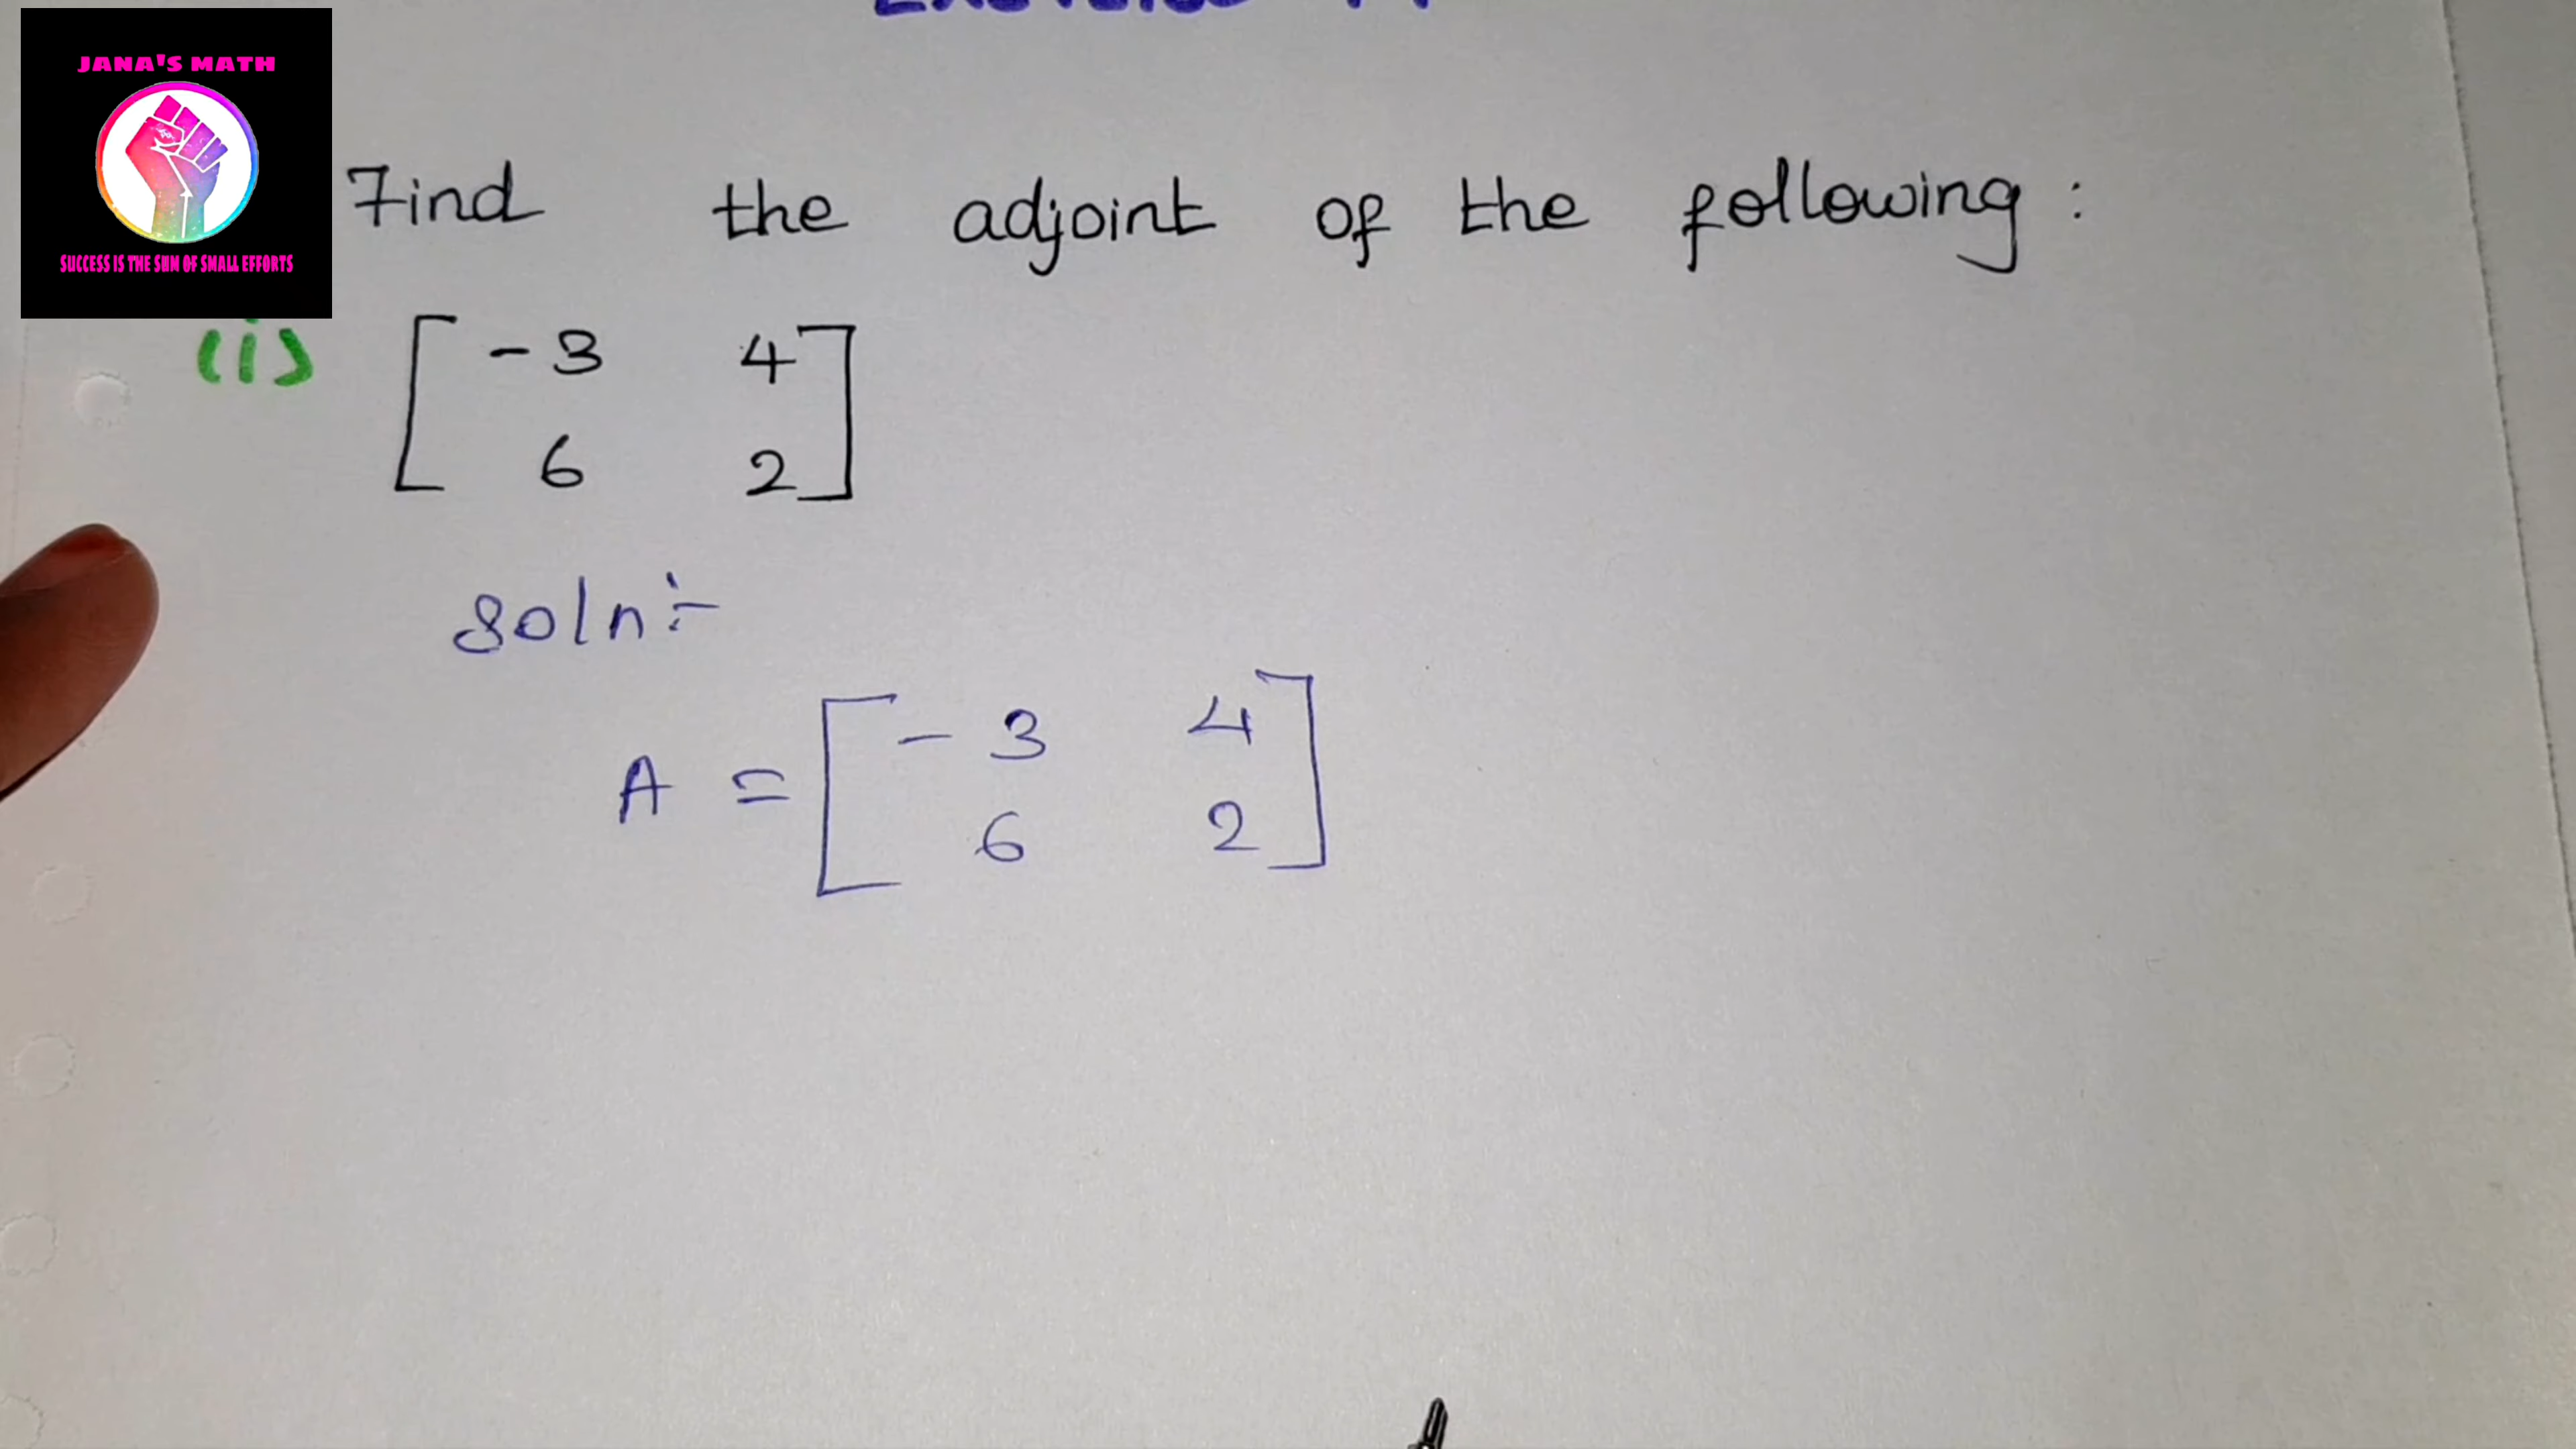 JANA'S MATH
SUCCESS IS THE SUM OF SMALL EFFORTS
Find the adjoint of the following :
(i) [ -3 4
6 2 ]
Soln:-
A = [ -3 4
6 2 ]